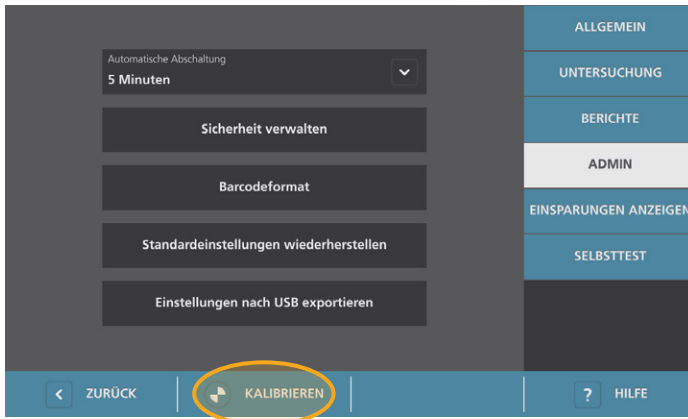 Automatische Abschaltung
5 Minuten
Sicherheit verwalten
Barcodeformat
Standardeinstellungen wiederherstellen
Einstellungen nach USB exportieren
ALLGEMEIN
UNTERSUCHUNG
BERICHTE
ADMIN
EINSPARUNGEN ANZEIGEN
SELBSTTEST
ZURÜCK
KALIBRIEREN
? HILFE